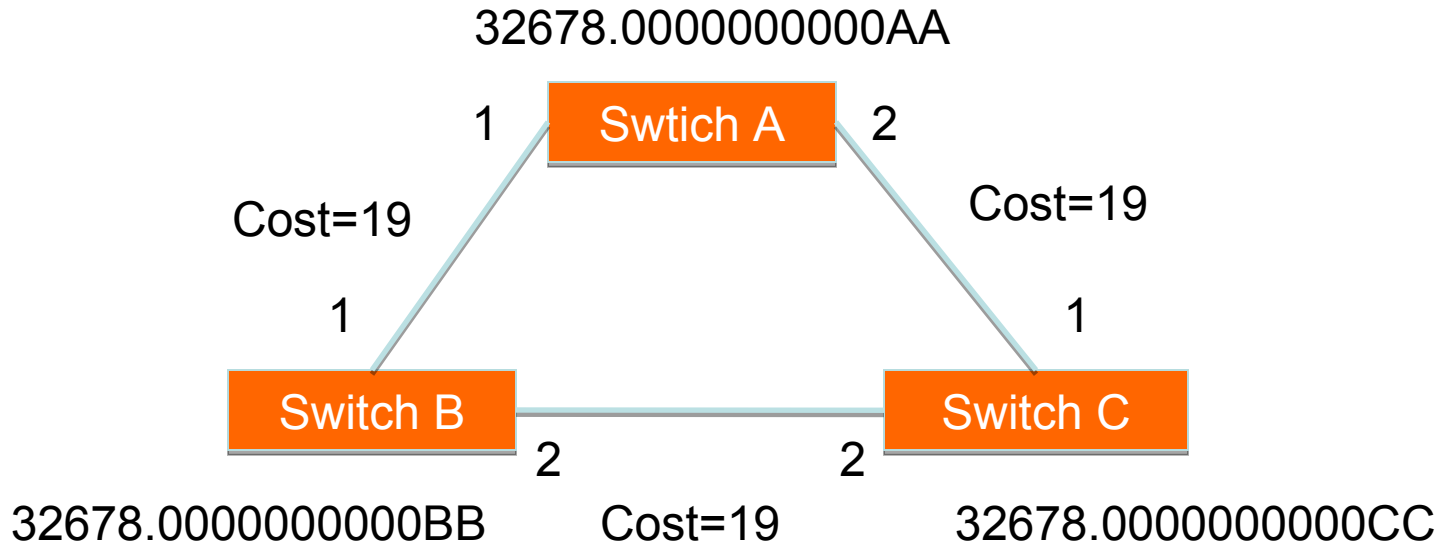 32678.0000000000AA
1
Swtich A
2
Cost=19
Cost=19
1
1
Switch B
Switch C
2
2
32678.0000000000BB
Cost=19
32678.0000000000CC